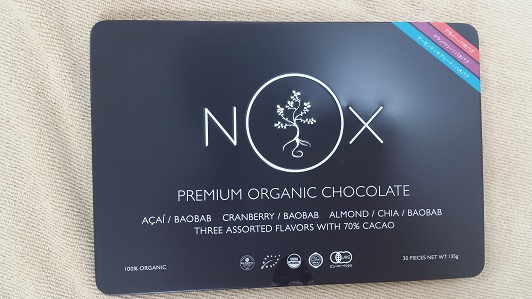 NOX
PREMIUM ORGANIC CHOCOLATE
AÇAÍ / BAOBAB CRANBERRY / BAOBAB ALMOND / CHIA / BAOBAB
THREE ASSORTED FLAVORS WITH 70% CACAO
100% ORGANIC
JAS
30 PIECES NET WT 135g